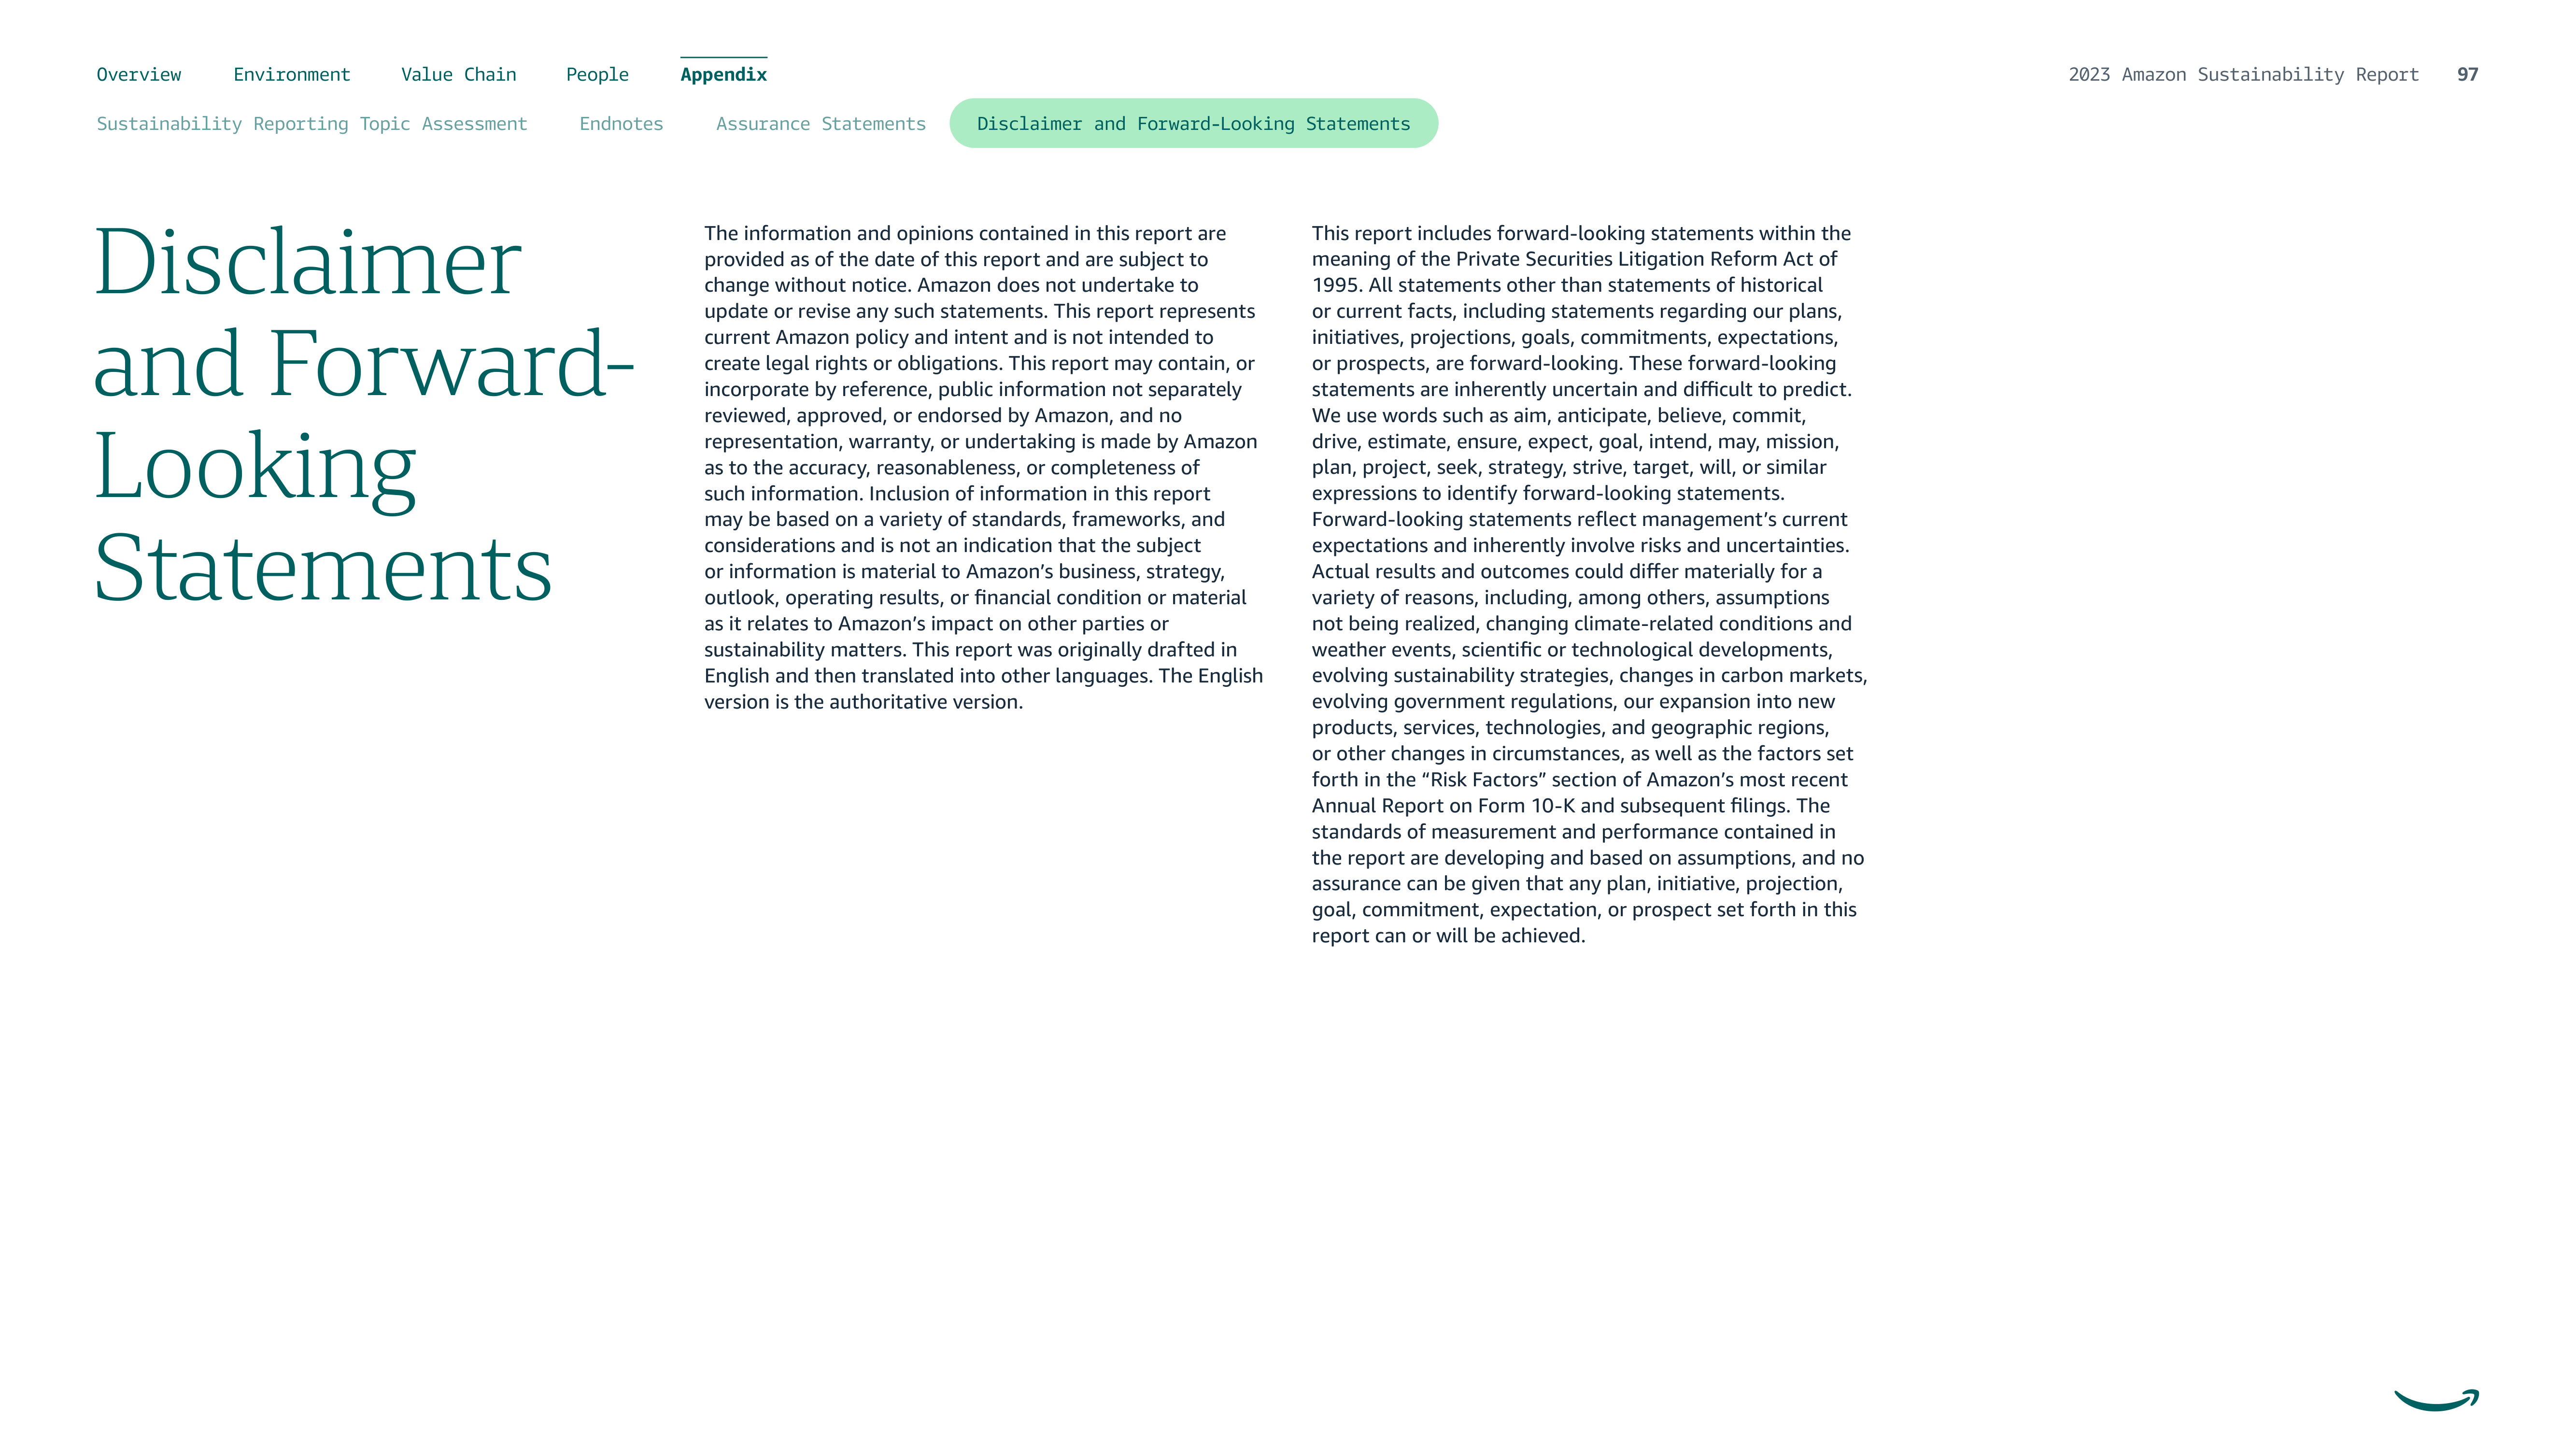 Overview Environment Value Chain People Appendix
2023 Amazon Sustainability Report 97
Sustainability Reporting Topic Assessment Endnotes Assurance Statements Disclaimer and Forward-Looking Statements
Disclaimer
and Forward-
Looking
Statements
The information and opinions contained in this report are
provided as of the date of this report and are subject to
change without notice. Amazon does not undertake to
update or revise any such statements. This report represents
current Amazon policy and intent and is not intended to
create legal rights or obligations. This report may contain, or
incorporate by reference, public information not separately
reviewed, approved, or endorsed by Amazon, and no
representation, warranty, or undertaking is made by Amazon
as to the accuracy, reasonableness, or completeness of
such information. Inclusion of information in this report
may be based on a variety of standards, frameworks, and
considerations and is not an indication that the subject
or information is material to Amazon’s business, strategy,
outlook, operating results, or financial condition or material
as it relates to Amazon’s impact on other parties or
sustainability matters. This report was originally drafted in
English and then translated into other languages. The English
version is the authoritative version.
This report includes forward-looking statements within the
meaning of the Private Securities Litigation Reform Act of
1995. All statements other than statements of historical
or current facts, including statements regarding our plans,
initiatives, projections, goals, commitments, expectations,
or prospects, are forward-looking. These forward-looking
statements are inherently uncertain and difficult to predict.
We use words such as aim, anticipate, believe, commit,
drive, estimate, ensure, expect, goal, intend, may, mission,
plan, project, seek, strategy, strive, target, will, or similar
expressions to identify forward-looking statements.
Forward-looking statements reflect management’s current
expectations and inherently involve risks and uncertainties.
Actual results and outcomes could differ materially for a
variety of reasons, including, among others, assumptions
not being realized, changing climate-related conditions and
weather events, scientific or technological developments,
evolving sustainability strategies, changes in carbon markets,
evolving government regulations, our expansion into new
products, services, technologies, and geographic regions,
or other changes in circumstances, as well as the factors set
forth in the “Risk Factors” section of Amazon’s most recent
Annual Report on Form 10-K and subsequent filings. The
standards of measurement and performance contained in
the report are developing and based on assumptions, and no
assurance can be given that any plan, initiative, projection,
goal, commitment, expectation, or prospect set forth in this
report can or will be achieved.